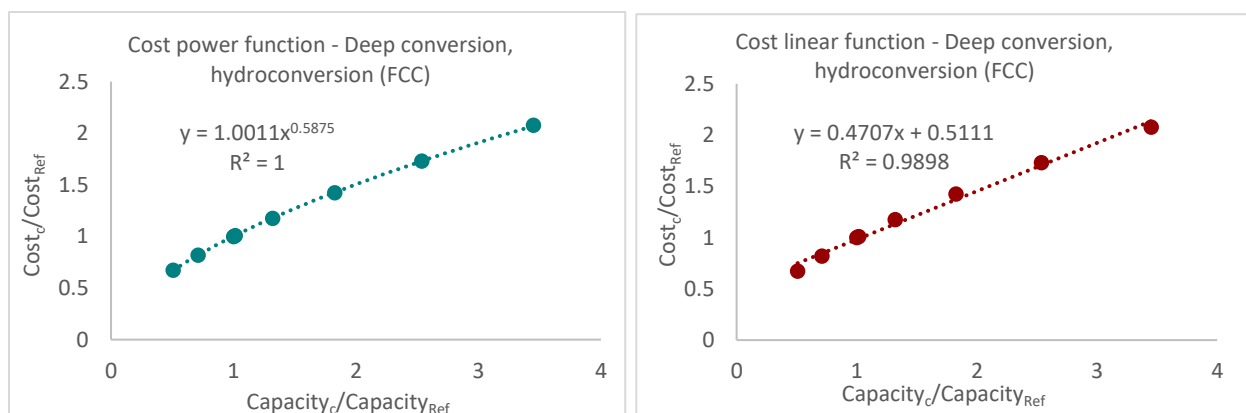 Cost power function - Deep conversion,
hydroconversion (FCC)
2.5
2
1.5
1
0.5
0
y = 1.0011x^0.5875
R² = 1
Cost_c/Cost_Ref
0 1 2 3 4
Capacity_c/Capacity_Ref
Cost linear function - Deep conversion,
hydroconversion (FCC)
2.5
2
1.5
1
0.5
0
y = 0.4707x + 0.5111
R² = 0.9898
Cost_c/Cost_Ref
0 1 2 3 4
Capacity_c/Capacity_Ref